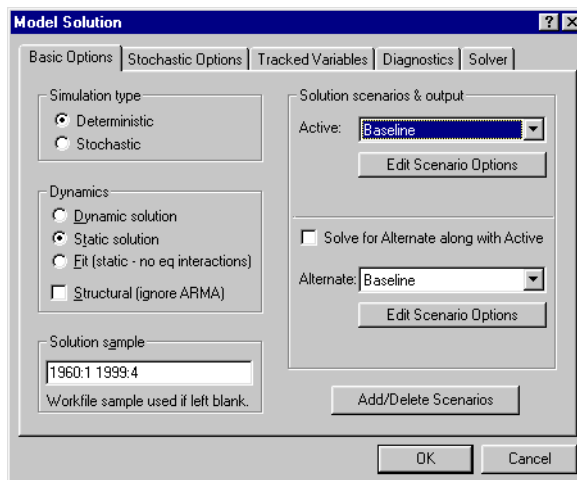 Model Solution
Basic Options
Stochastic Options
Tracked Variables
Diagnostics
Solver
Simulation type
Deterministic
Stochastic
Dynamics
Dynamic solution
Static solution
Fit (static - no eq interactions)
Structural (ignore ARMA)
Solution sample
1960:1 1999:4
Workfile sample used if left blank.
Solution scenarios & output
Active: Baseline
Edit Scenario Options
Solve for Alternate along with Active
Alternate: Baseline
Edit Scenario Options
Add/Delete Scenarios
OK
Cancel